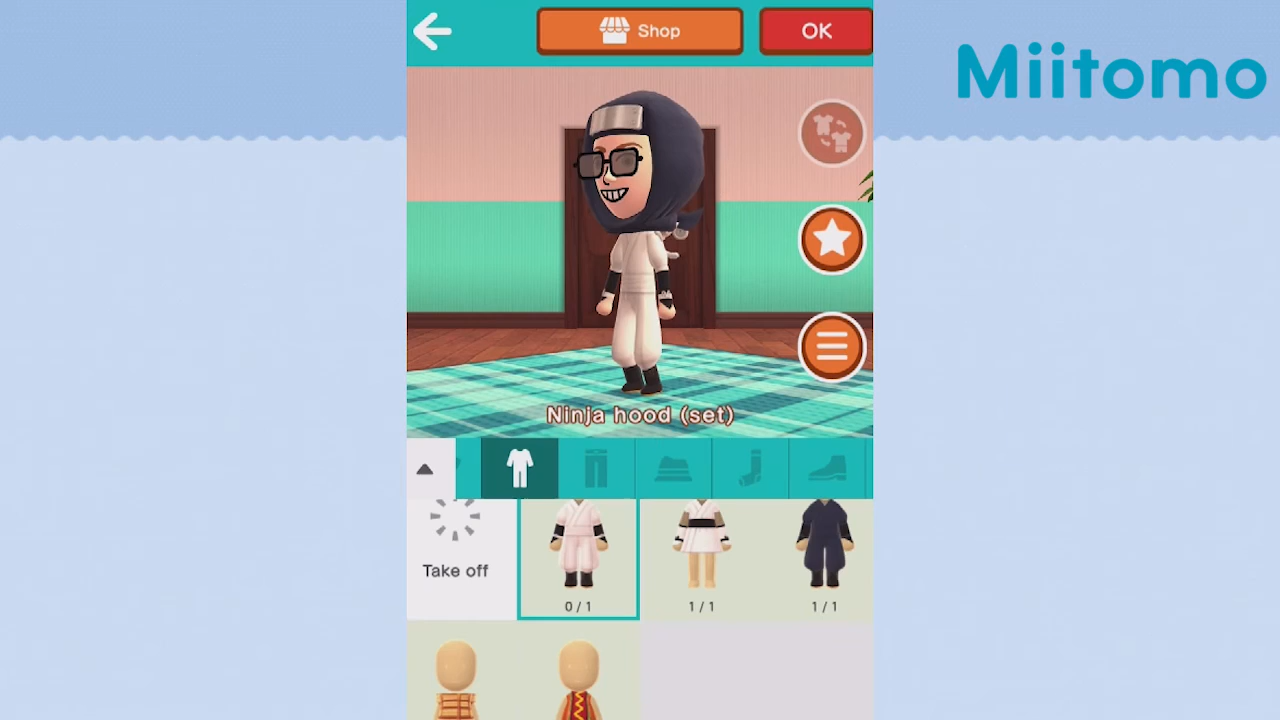 Shop
OK
Miitomo
Ninja hood (set)
Take off
0 / 1
1 / 1
1 / 1